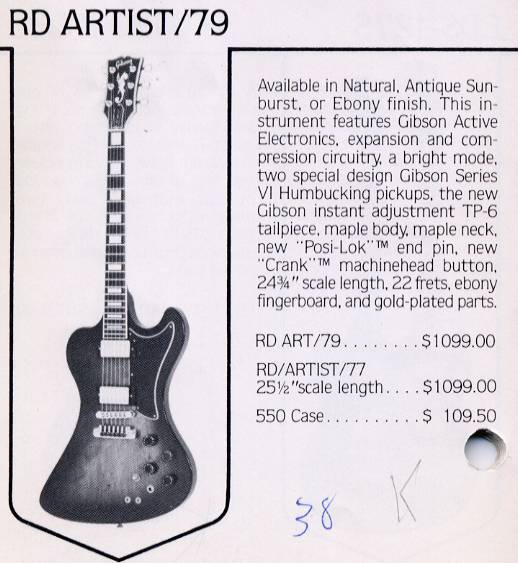 RD ARTIST/79
Gibson
Available in Natural, Antique Sun-
burst, or Ebony finish. This in-
strument features Gibson Active
Electronics, expansion and com-
pression circuitry, a bright mode,
two special design Gibson Series
VI Humbucking pickups, the new
Gibson instant adjustment TP-6
tailpiece, maple body, maple neck,
new "Posi-Lok"™ end pin, new
"Crank"™ machinehead button,
24¾" scale length, 22 frets, ebony
fingerboard, and gold-plated parts.
RD ART/79........$1099.00
RD/ARTIST/77
25½"scale length....$1099.00
550 Case..........$ 109.50
38 K